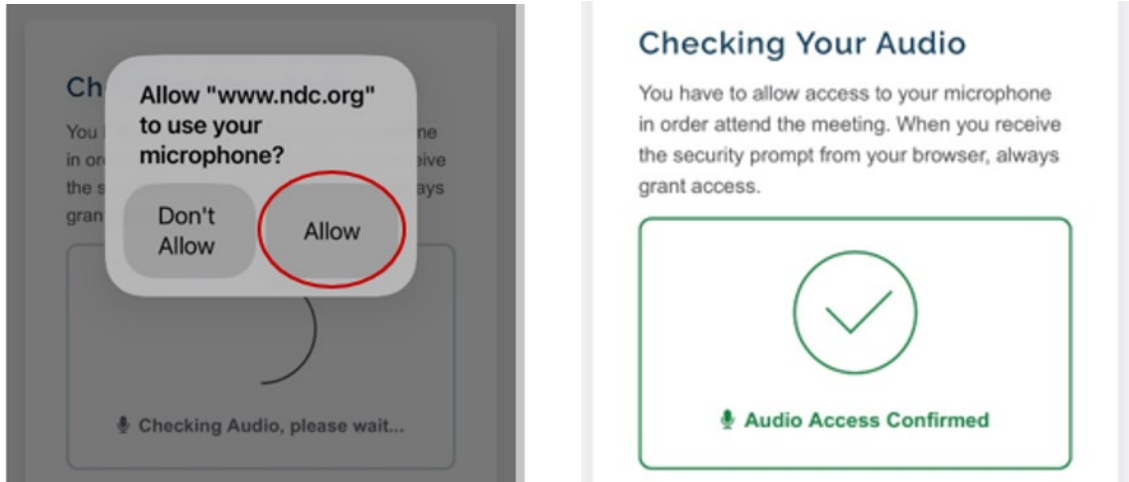 Ch
Allow "www.ndc.org"
to use your
microphone?
You
ne
in or
eive
the s
ays
gran
Don't
Allow
Allow
Checking Audio, please wait...
Checking Your Audio
You have to allow access to your microphone
in order attend the meeting. When you receive
the security prompt from your browser, always
grant access.
Audio Access Confirmed